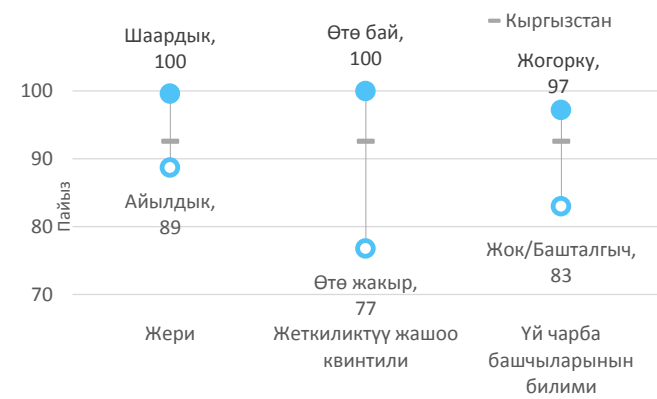 Кыргызстан
Шаардык,
100
Өтө бай,
100
Жогорку,
97
100
90
80
70
Пайыз
Айылдык,
89
Өтө жакыр,
77
Жок/Башталгыч,
83
Жери
Жеткиликтүү жашоо
квинтили
Үй чарба
башчыларынын
билими